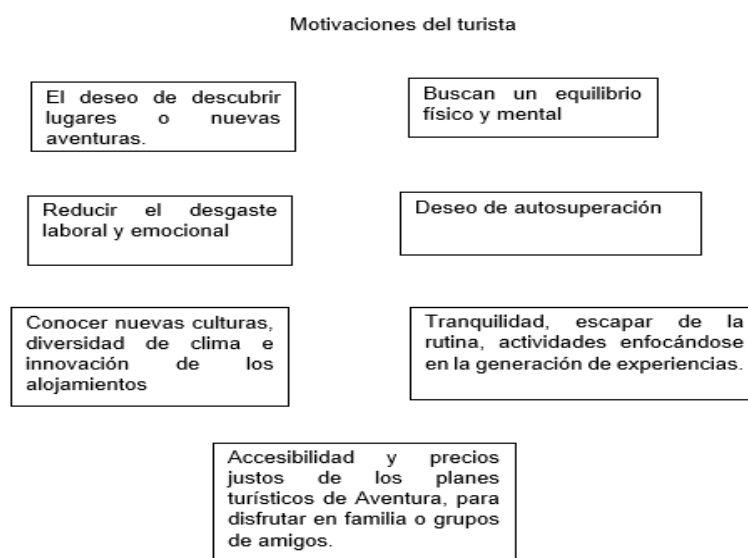 Motivaciones del turista
El deseo de descubrir
lugares o nuevas
aventuras.
Buscan un equilibrio
físico y mental
Reducir el desgaste
laboral y emocional
Deseo de autosuperación
Conocer nuevas culturas,
diversidad de clima e
innovación de los
alojamientos
Tranquilidad, escapar de la
rutina, actividades enfocándose
en la generación de experiencias.
Accesibilidad y precios
justos de los planes
turísticos de Aventura, para
disfrutar en familia o grupos
de amigos.